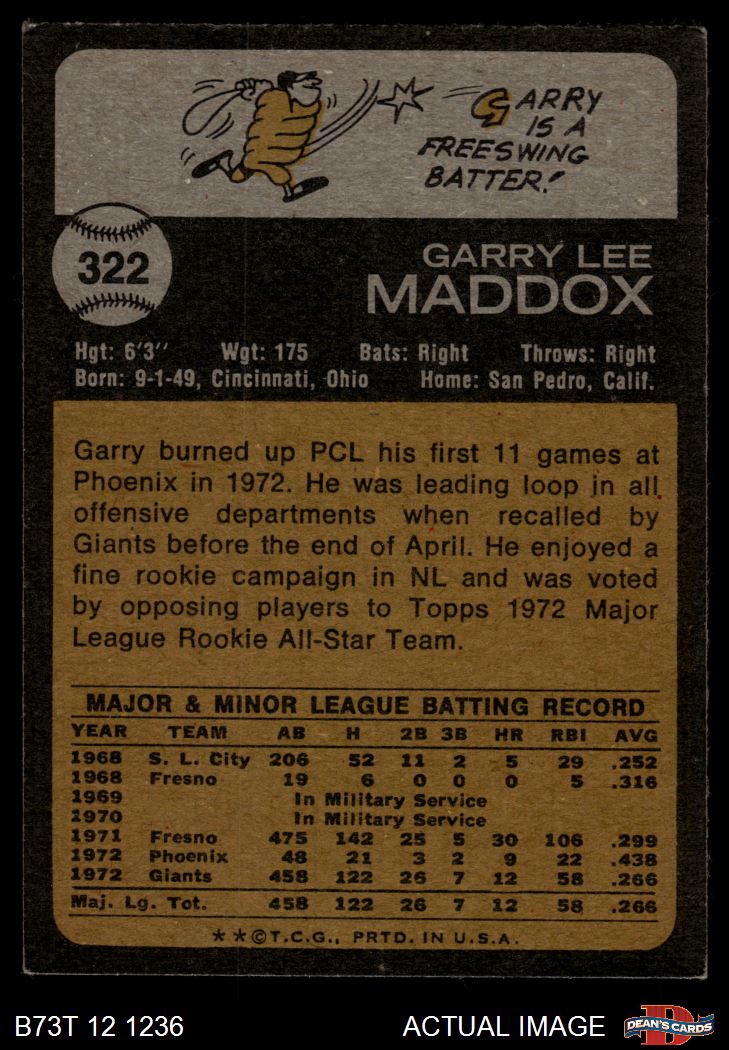 GARRY
IS A
FREESWING
BATTER!
322
GARRY LEE
MADDOX
Hgt: 6'3" Wgt: 175 Bats: Right Throws: Right
Born: 9-1-49, Cincinnati, Ohio Home: San Pedro, Calif.
Garry burned up PCL his first 11 games at
Phoenix in 1972. He was leading loop in all
offensive departments when recalled by
Giants before the end of April. He enjoyed a
fine rookie campaign in NL and was voted
by opposing players to Topps 1972 Major
League Rookie All-Star Team.
MAJOR & MINOR LEAGUE BATTING RECORD
YEAR TEAM AB H 2B 3B HR RBI AVG
1968 S. L. City 206 52 11 2 5 29 .252
1968 Fresno 19 6 0 0 0 5 .316
1969 In Military Service
1970 In Military Service
1971 Fresno 475 142 25 5 30 106 .299
1972 Phoenix 48 21 3 2 9 22 .438
1972 Giants 458 122 26 7 12 58 .266
Maj. Lg. Tot. 458 122 26 7 12 58 .266
**©T.C.G., PRTD. IN U.S.A.
B73T 12 1236 ACTUAL IMAGE DEAN'S CARDS